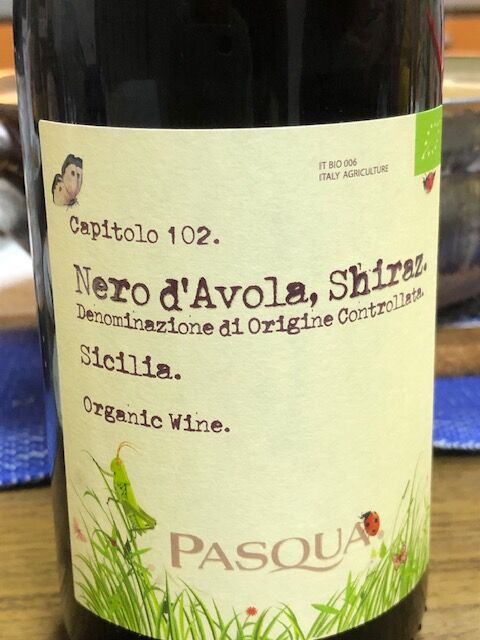 IT BIO 006
ITALY AGRICULTURE
Capitolo 102.
Nero d'Avola, Shiraz.
Denominazione di Origine Controllata.
Sicilia.
Organic Wine.
PASQUA